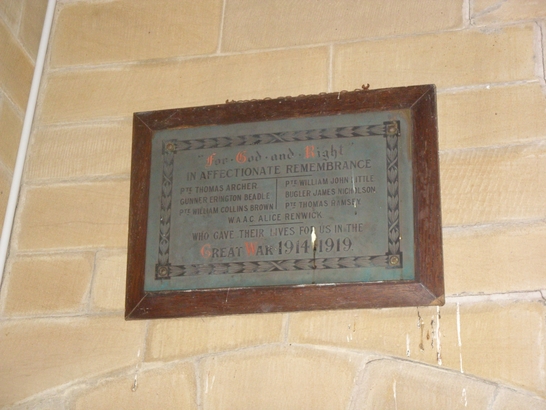 "For God and Right"
IN AFFECTIONATE REMEMBRANCE
PTE THOMAS ARCHER. PTE WILLIAM JOHN LITTLE
GUNNER ERINGTON BEADLE BUGLER JAMES NICHOLSON
PTE WILLIAM COLLINS BROWN PTE THOMAS RAMSEY
W.A.A.C. ALICE RENWICK
WHO GAVE THEIR LIVES FOR US IN THE
GREAT WAR 1914-1919.